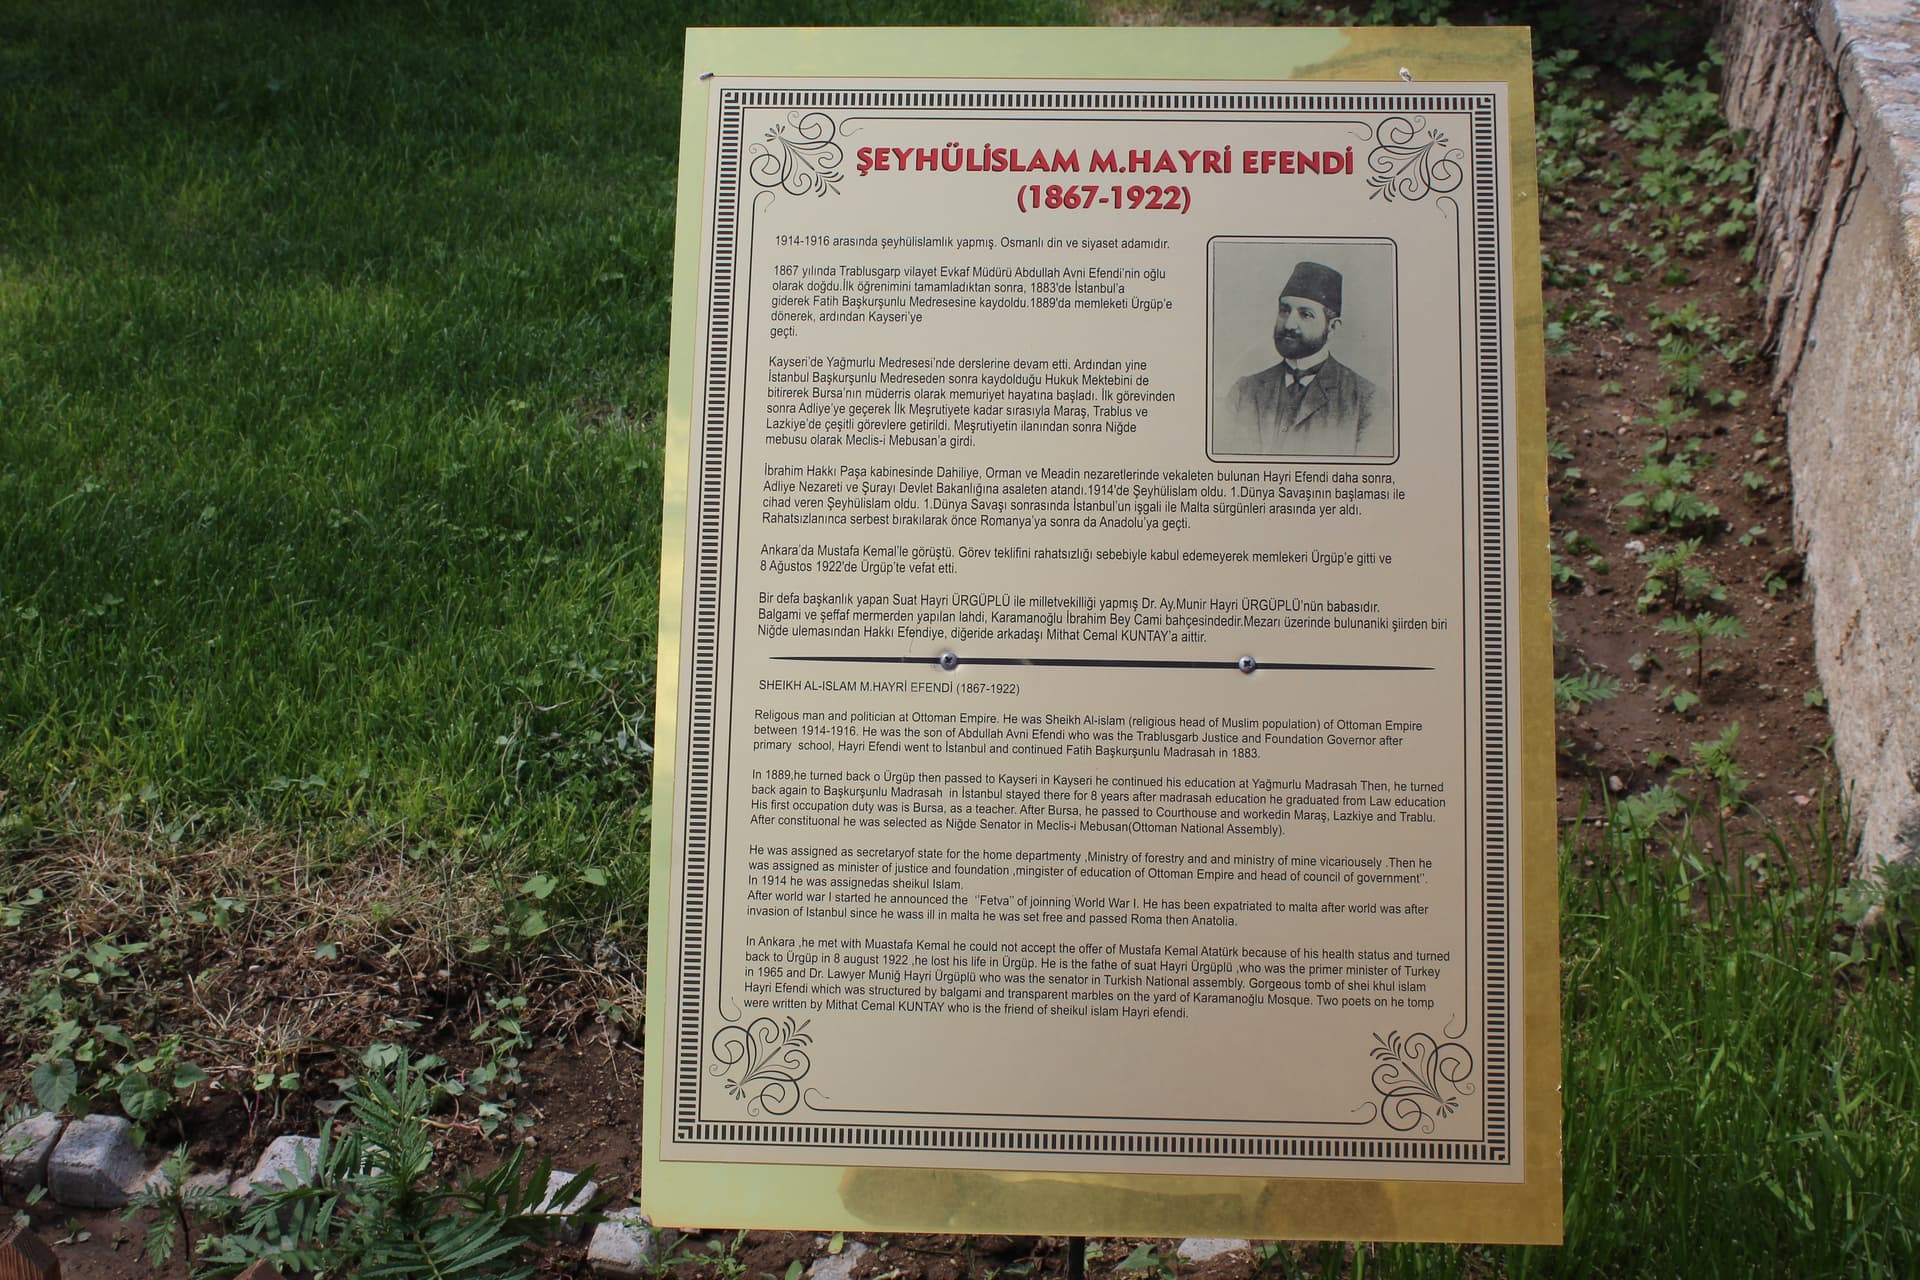 ŞEYHÜLİSLAM M.HAYRİ EFENDİ
(1867-1922)
1914-1916 arasında şeyhülislamlık yapmış. Osmanlı din ve siyaset adamıdır.
1867 yılında Trablusgarp vilayet Evkaf Müdürü Abdullah Avni Efendi'nin oğlu
olarak doğdu.İlk öğrenimini tamamladıktan sonra, 1883'de İstanbul'a
giderek Fatih Başkurşunlu Medresesine kaydoldu.1889'da memleketi Ürgüp'e
dönerek, ardından Kayseri'ye
geçti.
Kayseri'de Yağmurlu Medresesi'nde derslerine devam etti. Ardından yine
İstanbul Başkurşunlu Medreseden sonra kaydolduğu Hukuk Mektebini de
bitirerek Bursa'nın müderris olarak memuriyet hayatına başladı. İlk görevinden
sonra Adliye'ye geçerek İlk Meşrutiyete kadar sırasıyla Maraş, Trablus ve
Lazkiye'de çeşitli görevlere getirildi. Meşrutiyetin ilanından sonra Niğde
mebusu olarak Meclis-i Mebusan'a girdi.
İbrahim Hakkı Paşa kabinesinde Dahiliye, Orman ve Meadin nezaretlerinde vekaleten bulunan Hayri Efendi daha sonra,
Adliye Nezareti ve Şurayı Devlet Bakanlığına asaleten atandı.1914'de Şeyhülislam oldu. 1.Dünya Savaşının başlaması ile
cihad veren Şeyhülislam oldu. 1.Dünya Savaşı sonrasında İstanbul'un işgali ile Malta sürgünleri arasında yer aldı.
Rahatsızlanınca serbest bırakılarak önce Romanya'ya sonra da Anadolu'ya geçti.
Ankara'da Mustafa Kemal'le görüştü. Görev teklifini rahatsızlığı sebebiyle kabul edemeyerek memlekeri Ürgüp'e gitti ve
8 Ağustos 1922'de Ürgüp'te vefat etti.
Bir defa başkanlık yapan Suat Hayri ÜRGÜPLÜ ile milletvekilliği yapmış Dr. Ay.Munir Hayri ÜRGÜPLÜ'nün babasıdır.
Balgami ve şeffaf mermerden yapılan lahdi, Karamanoğlu İbrahim Bey Cami bahçesindedir.Mezarı üzerinde bulunaniki şiirden biri
Niğde ulemasından Hakkı Efendiye, diğeride arkadaşı Mithat Cemal KUNTAY'a aittir.
SHEIKH AL-ISLAM M.HAYRİ EFENDİ (1867-1922)
Religous man and politician at Ottoman Empire. He was Sheikh Al-islam (religious head of Muslim population) of Ottoman Empire
between 1914-1916. He was the son of Abdullah Avni Efendi who was the Trablusgarb Justice and Foundation Governor after
primary school, Hayri Efendi went to İstanbul and continued Fatih Başkurşunlu Madrasah in 1883.
In 1889,he turned back o Ürgüp then passed to Kayseri in Kayseri he continued his education at Yağmurlu Madrasah Then, he turned
back again to Başkurşunlu Madrasah in İstanbul stayed there for 8 years after madrasah education he graduated from Law education
His first occupation duty was is Bursa, as a teacher. After Bursa, he passed to Courthouse and workedin Maraş, Lazkiye and Trablu.
After constituonal he was selected as Niğde Senator in Meclis-i Mebusan(Ottoman National Assembly).
He was assigned as secretaryof state for the home departmenty ,Ministry of forestry and and ministry of mine vicariousely .Then he
was assigned as minister of justice and foundation ,mingister of education of Ottoman Empire and head of council of government''.
In 1914 he was assignedas sheikul Islam.
After world war I started he announced the ''Fetva'' of joinning World War I. He has been expatriated to malta after world was after
invasion of Istanbul since he wass ill in malta he was set free and passed Roma then Anatolia.
In Ankara ,he met with Muastafa Kemal he could not accept the offer of Mustafa Kemal Atatürk because of his health status and turned
back to Ürgüp in 8 august 1922 ,he lost his life in Ürgüp. He is the fathe of suat Hayri Ürgüplü ,who was the primer minister of Turkey
in 1965 and Dr. Lawyer Muniğ Hayri Ürgüplü who was the senator in Turkish National assembly. Gorgeous tomb of shei khul islam
Hayri Efendi which was structured by balgami and transparent marbles on the yard of Karamanoğlu Mosque. Two poets on he tomp
were written by Mithat Cemal KUNTAY who is the friend of sheikul islam Hayri efendi.